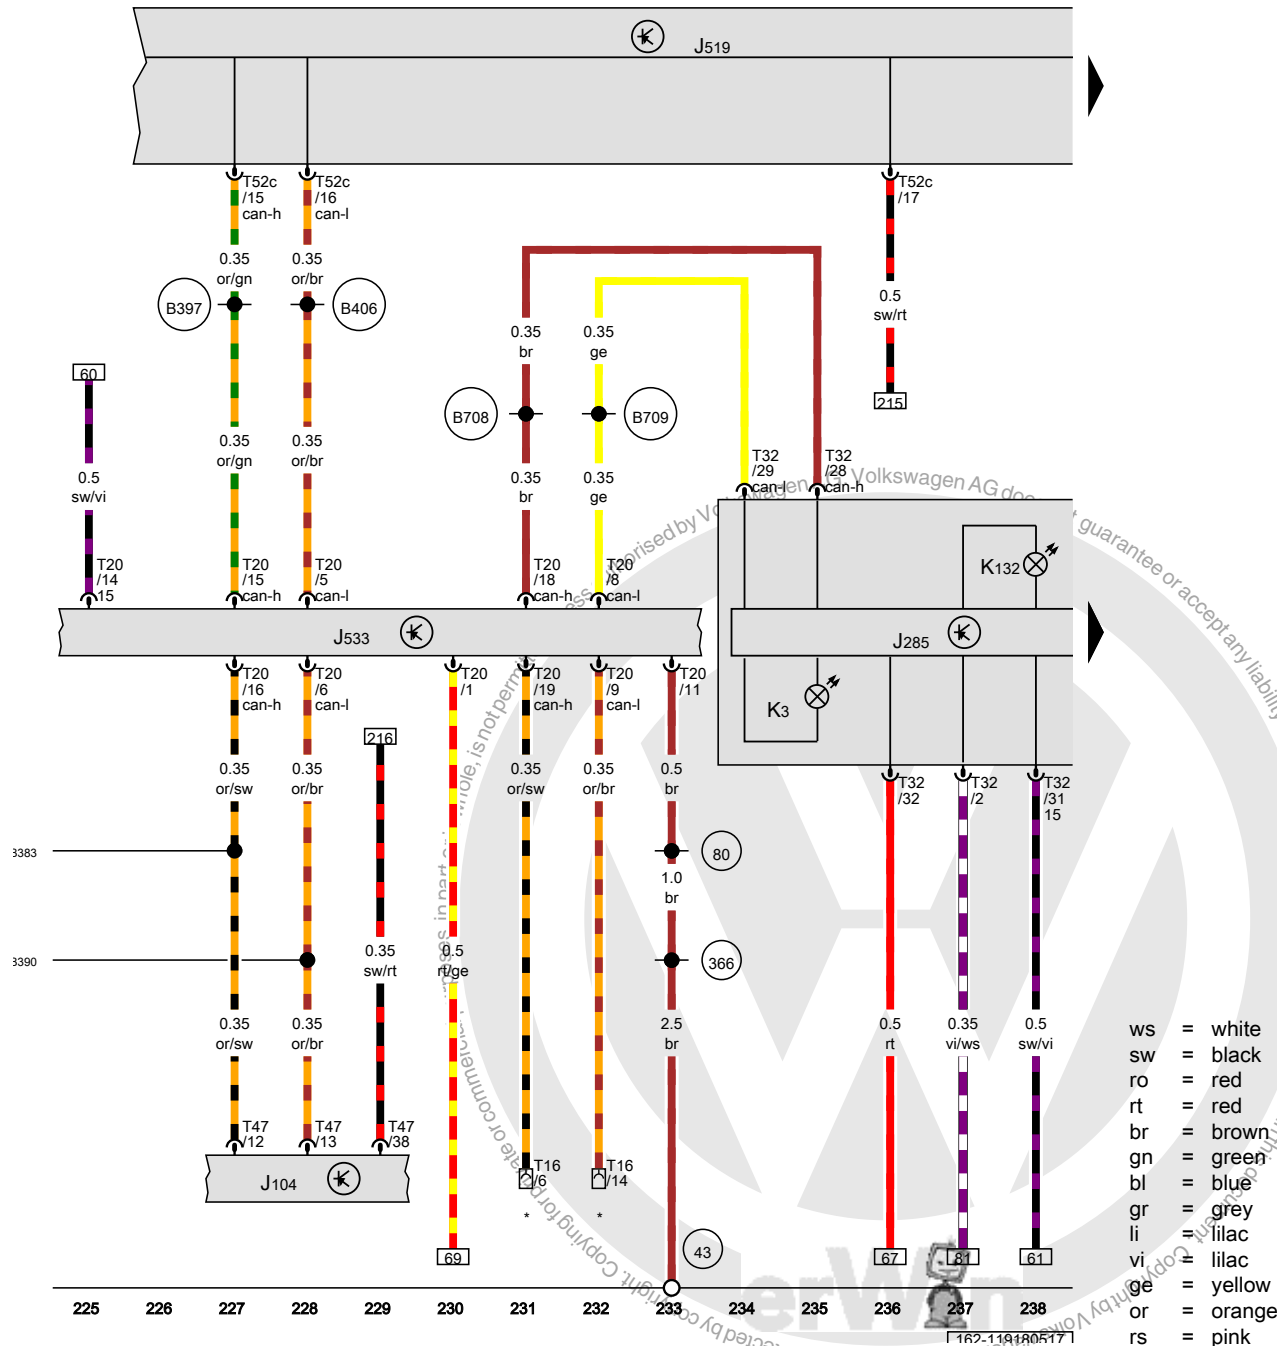 J519
T52c
/15
can-h
T52c
/16
can-l
T52c
/17
0.35
or/gn
0.35
or/br
B397
B406
0.5
sw/rt
0.35
br
0.35
ge
60
215
B708
B709
0.35
or/gn
0.35
or/br
0.5
sw/vi
0.35
br
0.35
ge
T32
/29
can-l
T32
/28
can-h
T20
/14
15
T20
/15
can-h
T20
/5
can-l
T20
/18
can-h
T20
/8
can-l
K132
J533
J285
T20
/16
can-h
T20
/6
can-l
T20
/1
T20
/19
can-h
T20
/9
can-l
T20
/11
K3
216
0.35
or/sw
0.35
or/br
0.35
or/sw
0.35
or/br
0.5
br
T32
/32
T32
/2
T32
/31
15
80
1.0
br
0.35
sw/rt
0.5
rt/ge
366
0.35
or/sw
0.35
or/br
2.5
br
0.5
rt
0.35
vi/ws
0.5
sw/vi
T47
/12
T47
/13
T47
/38
J104
T16
/6
T16
/14
*
*
43
69
67
81
61
225 226 227 228 229 230 231 232 233 234 235 236 237 238
162-119180517
ws = white
sw = black
ro = red
rt = red
br = brown
gn = green
bl = blue
gr = grey
li = lilac
vi = lilac
ge = yellow
or = orange
rs = pink
erWin
Volkswagen AG
guarantee or accept any liability